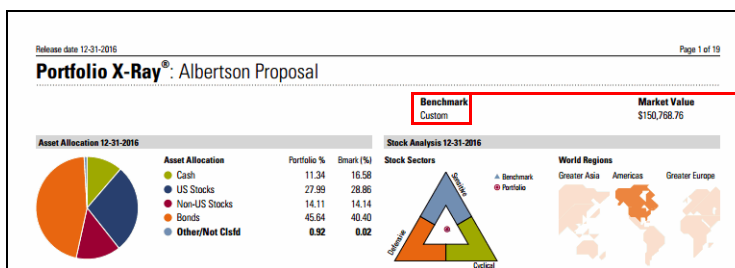 Release date 12-31-2016
Page 1 of 19
Portfolio X-Ray®: Albertson Proposal
Benchmark
Custom
Market Value
$150,768.76
Asset Allocation 12-31-2016
Asset Allocation Portfolio % Bmark (%)
Cash 11.34 16.58
US Stocks 27.99 28.86
Non-US Stocks 14.11 14.14
Bonds 45.64 40.40
Other/Not Clsfd 0.92 0.02
Stock Analysis 12-31-2016
Stock Sectors
Sensitive
Defensive
Cyclical
Benchmark
Portfolio
World Regions
Greater Asia Americas Greater Europe